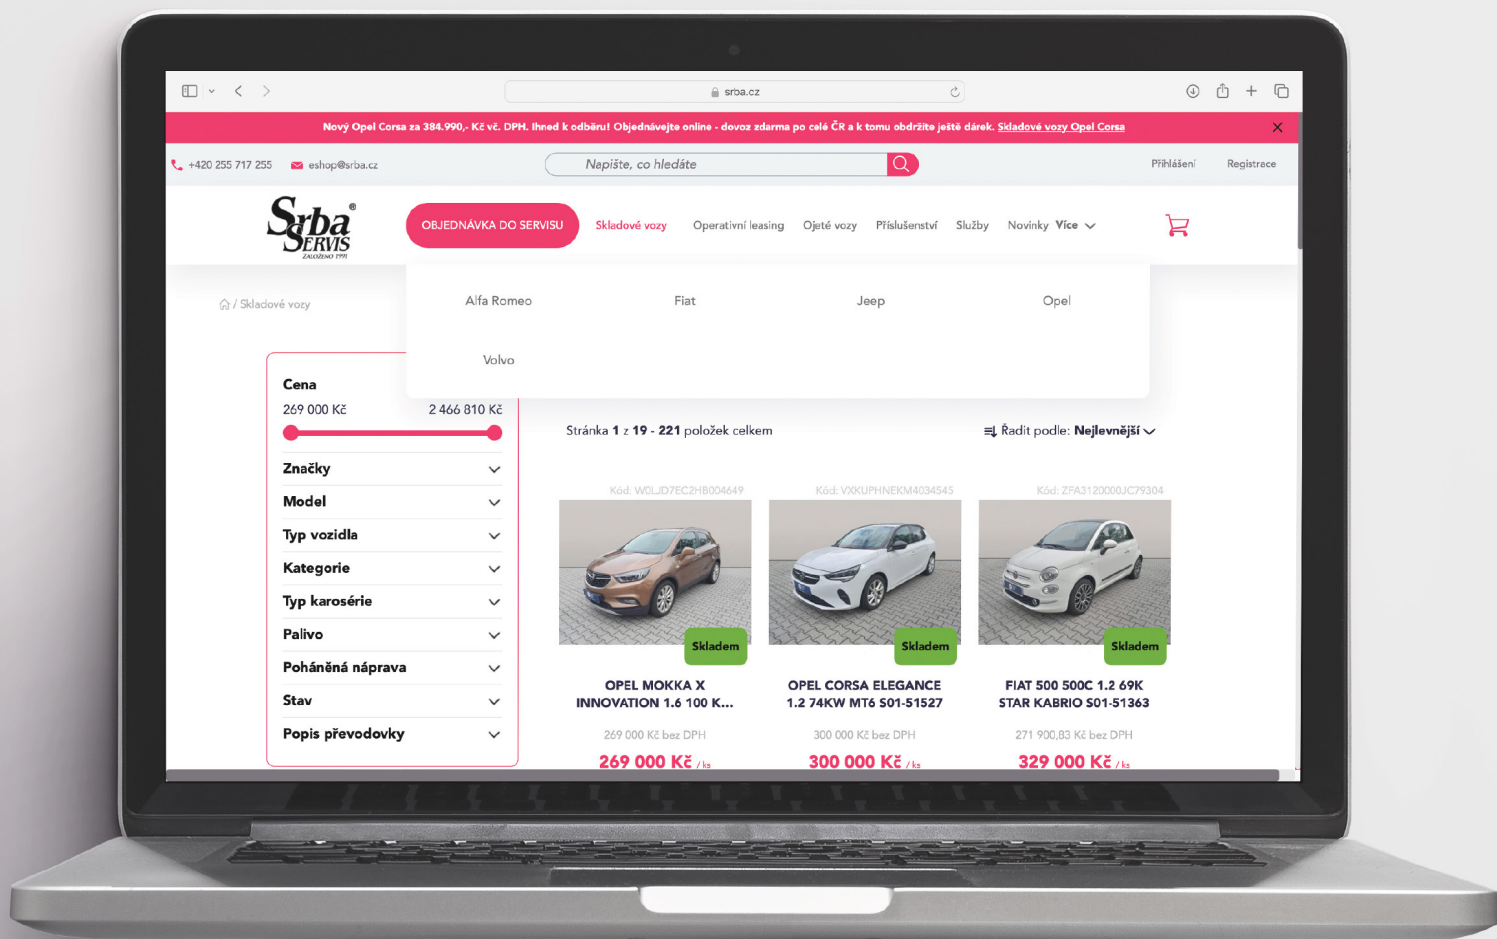 srba.cz
Nový Opel Corsa za 384.990,- Kč vč. DPH. Ihned k odběru! Objednávejte online - dovoz zdarma po celé ČR a k tomu obdržíte ještě dárek. Skladové vozy Opel Corsa
+420 255 717 255 eshop@srba.cz Napište, co hledáte Přihlášení Registrace
Srba®
SERVIS
ZALOŽENO 1991
OBJEDNÁVKA DO SERVISU Skladové vozy Operativní leasing Ojeté vozy Příslušenství Služby Novinky Více
/ Skladové vozy
Alfa Romeo Fiat Jeep Opel
Volvo
Cena
269 000 Kč 2 466 810 Kč
Značky
Model
Typ vozidla
Kategorie
Typ karosérie
Palivo
Poháněná náprava
Stav
Popis převodovky
Stránka 1 z 19 - 221 položek celkem Řadit podle: Nejlevnější
Kód: W0LJD7EC2HB004649 Kód: VXKUPHNEKM4034545 Kód: ZFA3120000JC79304
Skladem Skladem Skladem
OPEL MOKKA X
INNOVATION 1.6 100 K...
269 000 Kč bez DPH
269 000 Kč / ks
OPEL CORSA ELEGANCE
1.2 74KW MT6 S01-51527
300 000 Kč bez DPH
300 000 Kč / ks
FIAT 500 500C 1.2 69K
STAR KABRIO S01-51363
271 900,83 Kč bez DPH
329 000 Kč / ks